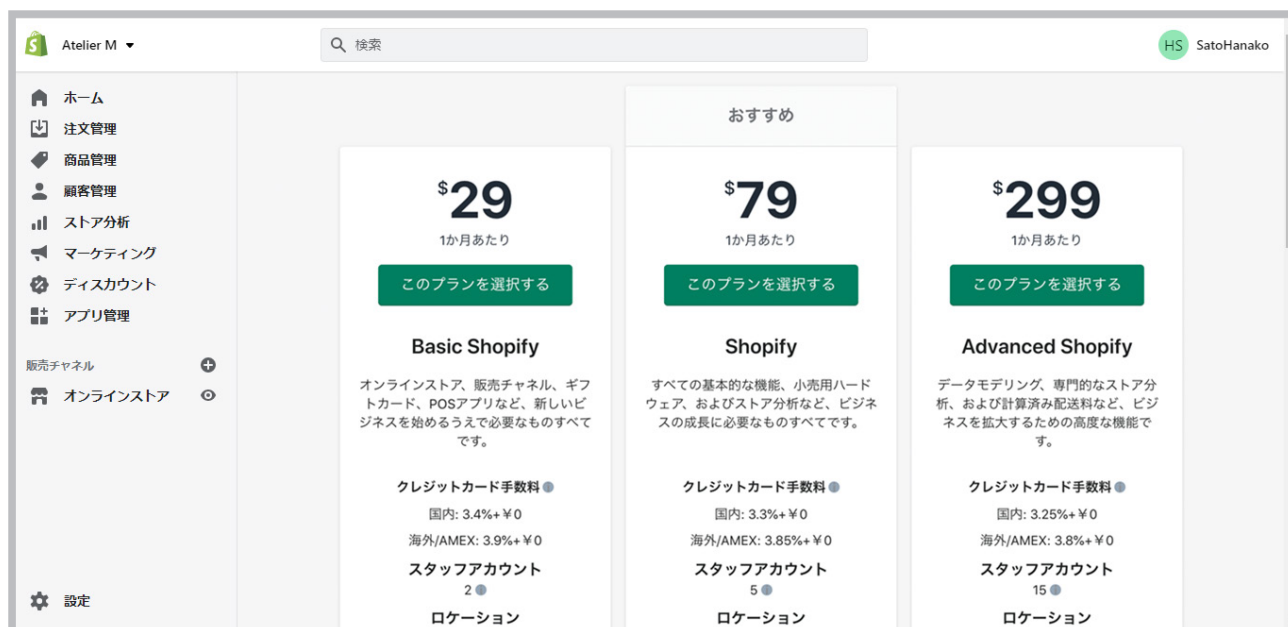 Atelier M
検索
HS SatoHanako
ホーム
注文管理
商品管理
顧客管理
ストア分析
マーケティング
ディスカウント
アプリ管理
販売チャネル
オンラインストア
設定
$29
1か月あたり
このプランを選択する
Basic Shopify
オンラインストア、販売チャネル、ギフ
トカード、POSアプリなど、新しいビ
ジネスを始めるうえで必要なものすべて
です。
クレジットカード手数料
国内: 3.4%+¥0
海外/AMEX: 3.9%+¥0
スタッフアカウント
2
ロケーション
おすすめ
$79
1か月あたり
このプランを選択する
Shopify
すべての基本的な機能、小売用ハード
ウェア、およびストア分析など、ビジネ
スの成長に必要なものすべてです。
クレジットカード手数料
国内: 3.3%+¥0
海外/AMEX: 3.85%+¥0
スタッフアカウント
5
ロケーション
$299
1か月あたり
このプランを選択する
Advanced Shopify
データモデリング、専門的なストア分
析、および計算済み配送料など、ビジ
ネスを拡大するための高度な機能で
す。
クレジットカード手数料
国内: 3.25%+¥0
海外/AMEX: 3.8%+¥0
スタッフアカウント
15
ロケーション